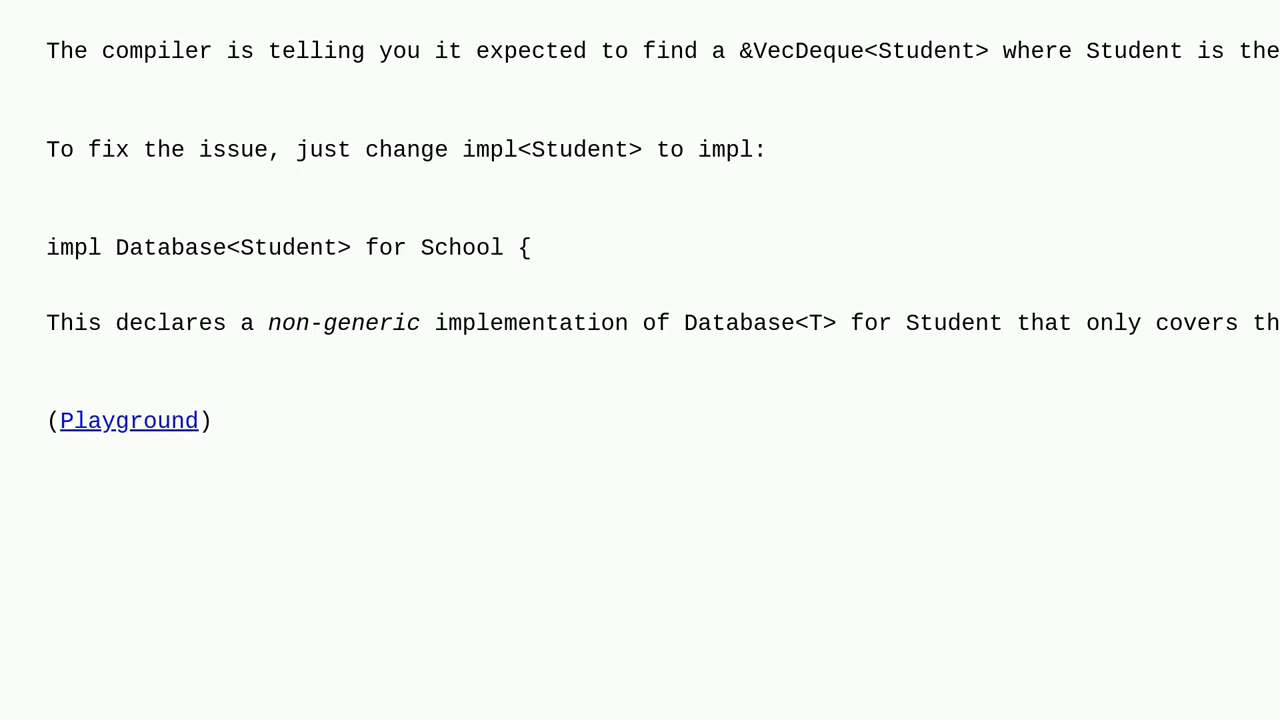 The compiler is telling you it expected to find a &VecDeque<Student> where Student is the
To fix the issue, just change impl<Student> to impl:
impl Database<Student> for School {
This declares a non-generic implementation of Database<T> for Student that only covers th
(Playground)